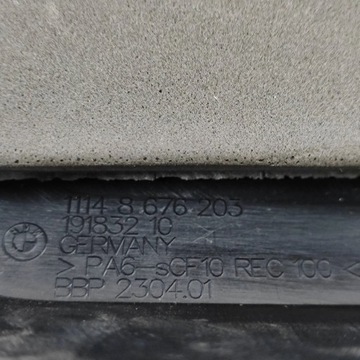 1114 8 676 203
191832 10
GERMANY
> PA6-sCF10 REC 100 <
BBP 2304.01